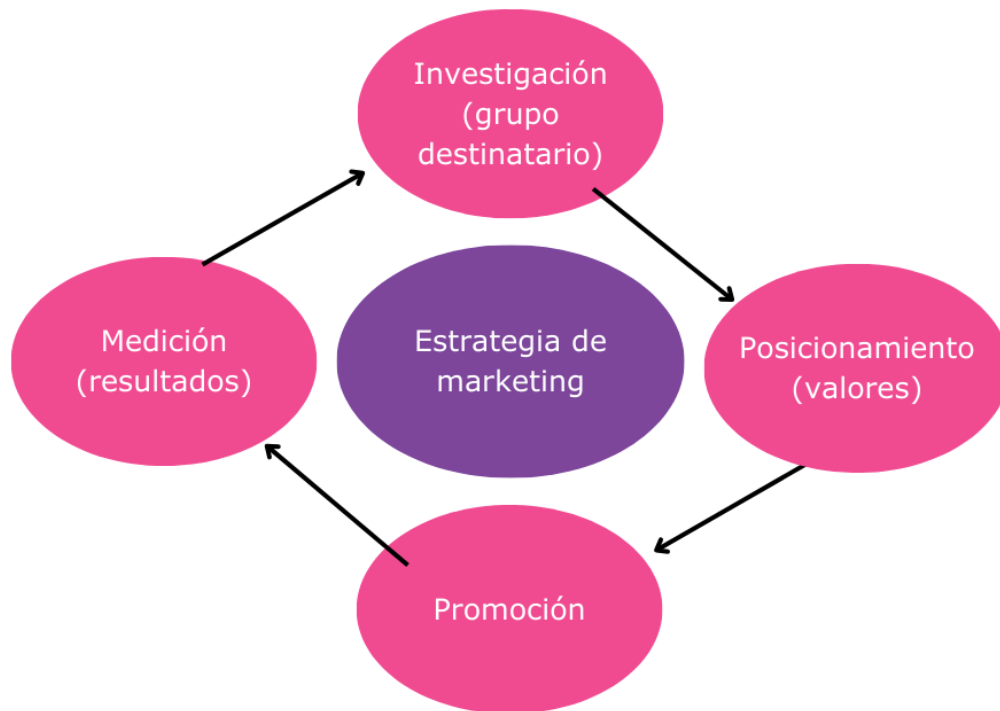 Investigación
(grupo
destinatario)
Medición
(resultados)
Estrategia de
marketing
Posicionamiento
(valores)
Promoción